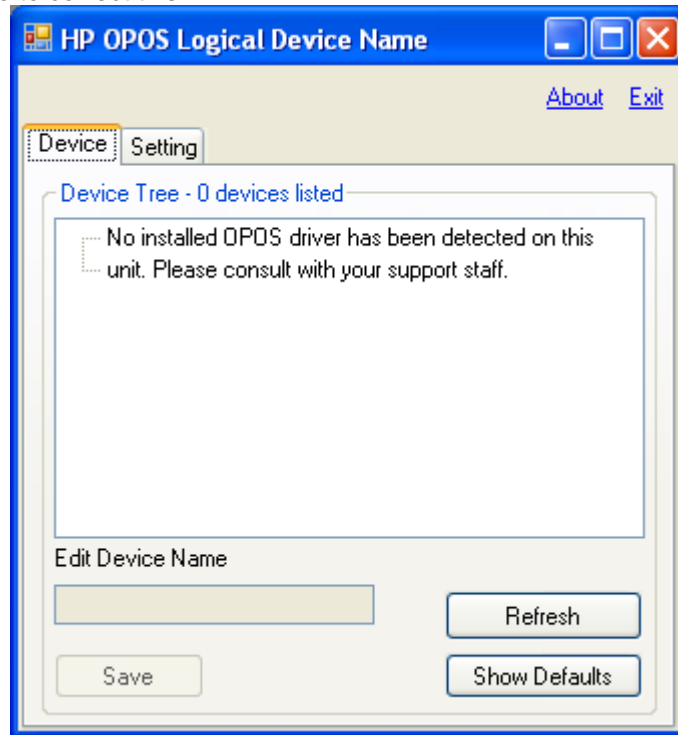 HP OPOS Logical Device Name
About Exit
Device Setting
Device Tree - 0 devices listed
No installed OPOS driver has been detected on this
unit. Please consult with your support staff.
Edit Device Name
Refresh
Save Show Defaults